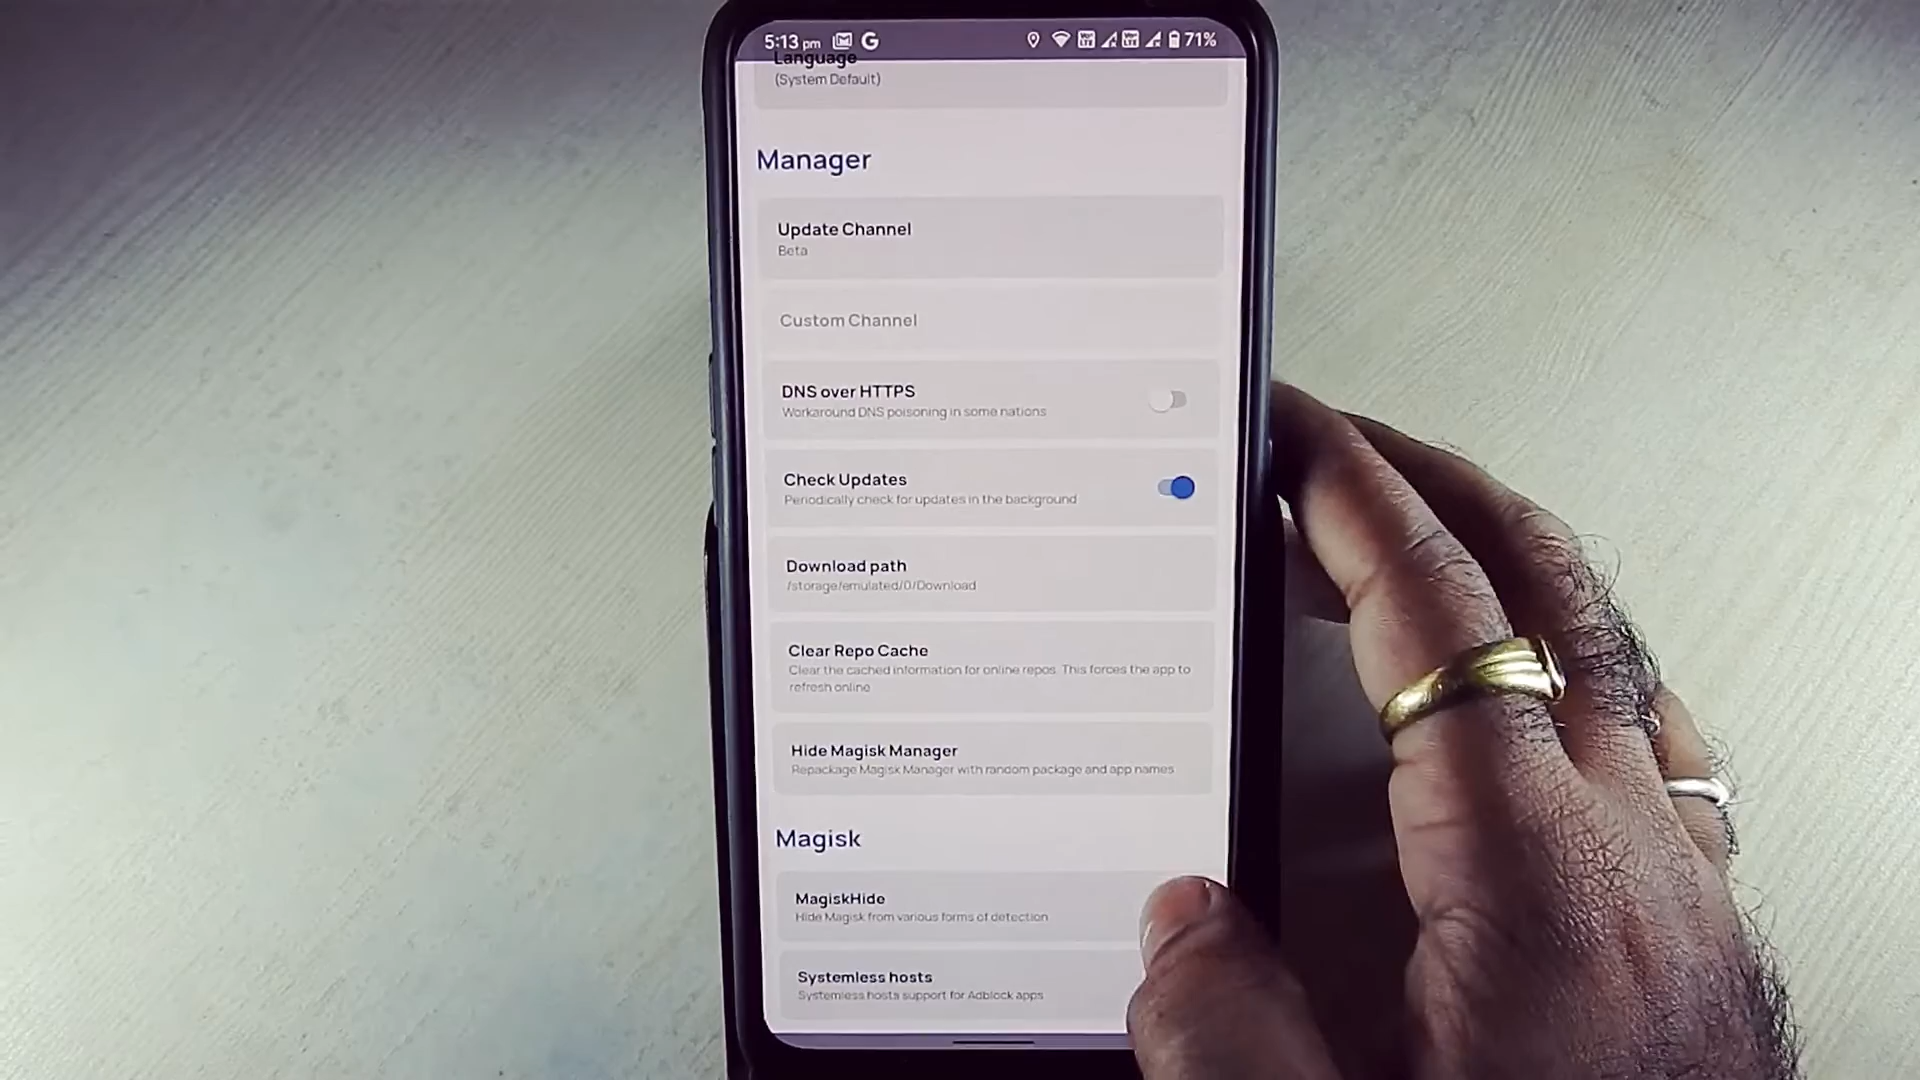 5:13 pm
71%
Language
(System Default)
Manager
Update Channel
Beta
Custom Channel
DNS over HTTPS
Workaround DNS poisoning in some nations
Check Updates
Periodically check for updates in the background
Download path
/storage/emulated/0/Download
Clear Repo Cache
Clear the cached information for online repos. This forces the app to
refresh online
Hide Magisk Manager
Repackage Magisk Manager with random package and app names
Magisk
MagiskHide
Hide Magisk from various forms of detection
Systemless hosts
Systemless hosts support for Adblock apps